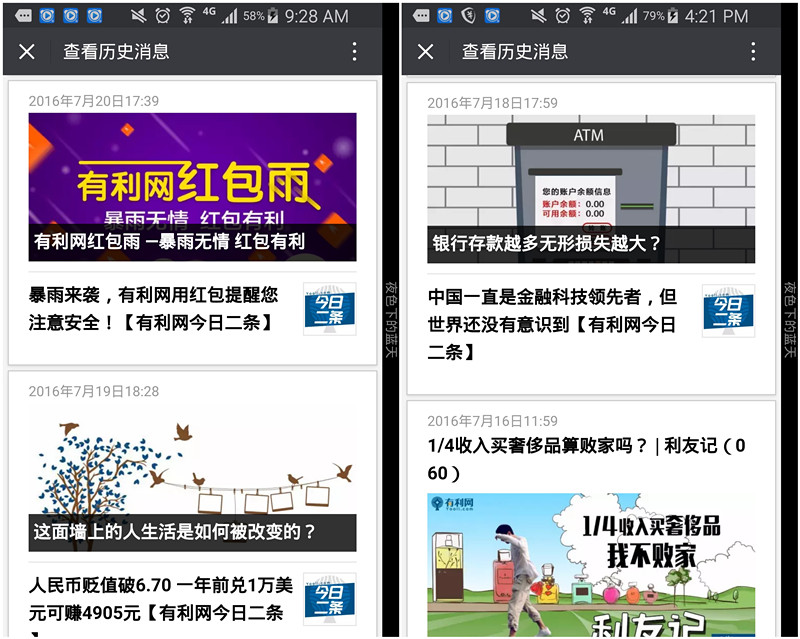 4G
58%
9:28 AM
查看历史消息
2016年7月20日17:39
有利网红包雨
暴雨无情 红包有利
有利网红包雨 —暴雨无情 红包有利
暴雨来袭，有利网用红包提醒您
注意安全！【有利网今日二条】
今日
二条
2016年7月19日18:28
这面墙上的人生活是如何被改变的？
人民币贬值破6.70 一年前兑1万美
元可赚4905元【有利网今日二条
今日
二条
夜色下的蓝天
4G
79%
4:21 PM
查看历史消息
2016年7月18日17:59
ATM
您的账户余额信息
账户余额：0.00
可用余额：0.00
银行存款越多无形损失越大？
中国一直是金融科技领先者，但
世界还没有意识到【有利网今日
二条】
今日
二条
2016年7月16日11:59
1/4收入买奢侈品算败家吗？ | 利友记（0
60）
有利网
Yooli.com
1/4收入买奢侈品
我不败家
利友记
夜色下的蓝天